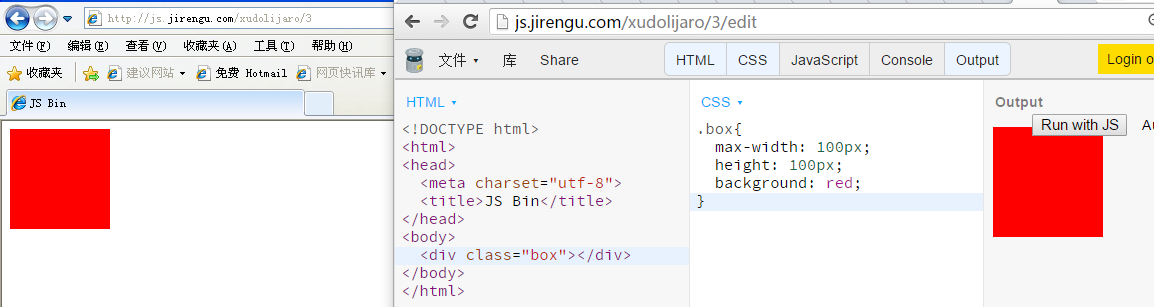 http://js.jirengu.com/xudolijaro/3
文件(F) 编辑(E) 查看(V) 收藏夹(A) 工具(T) 帮助(H)
收藏夹 建议网站 免费 Hotmail 网页快讯库
JS Bin
js.jirengu.com/xudolijaro/3/edit
文件 库 Share HTML CSS JavaScript Console Output Login o
HTML
<!DOCTYPE html>
<html>
<head>
<meta charset="utf-8">
<title>JS Bin</title>
</head>
<body>
<div class="box"></div>
</body>
</html>
CSS
.box{
max-width: 100px;
height: 100px;
background: red;
}
Output
Run with JS